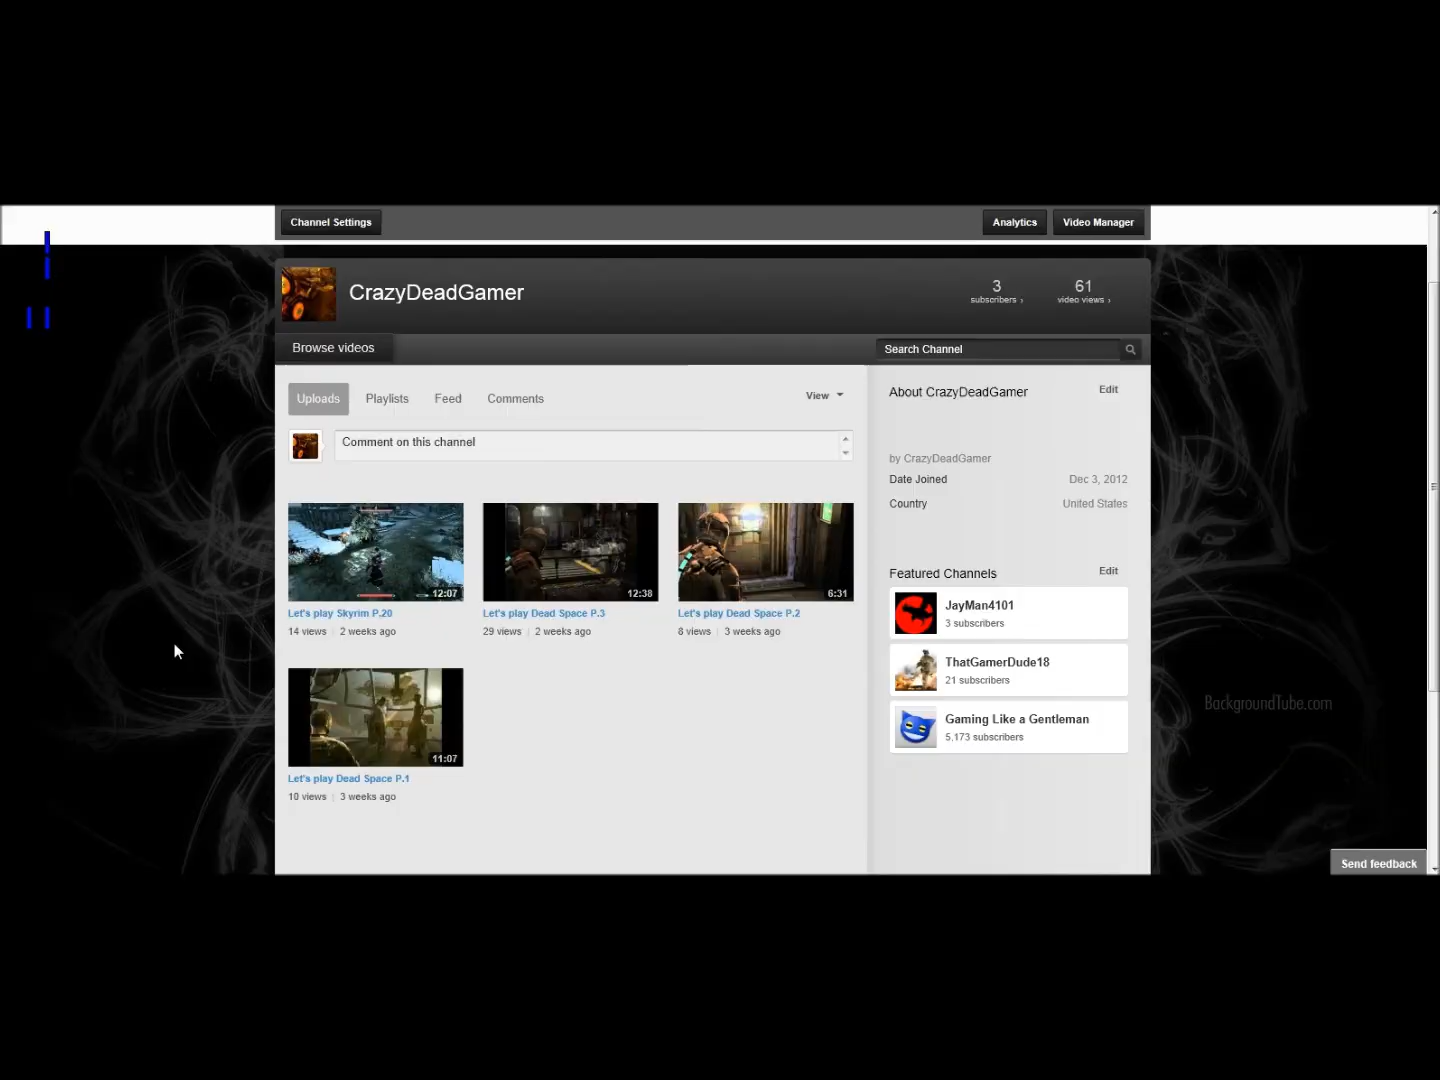 Channel Settings
Analytics
Video Manager
CrazyDeadGamer
3
subscribers ›
61
video views ›
Browse videos
Search Channel
Uploads
Playlists
Feed
Comments
View
Comment on this channel
12:07
Let's play Skyrim P.20
14 views | 2 weeks ago
12:38
Let's play Dead Space P.3
29 views | 2 weeks ago
6:31
Let's play Dead Space P.2
8 views | 3 weeks ago
11:07
Let's play Dead Space P.1
10 views | 3 weeks ago
About CrazyDeadGamer
Edit
by CrazyDeadGamer
Date Joined Dec 3, 2012
Country United States
Featured Channels
Edit
JayMan4101
3 subscribers
ThatGamerDude18
21 subscribers
Gaming Like a Gentleman
5,173 subscribers
BackgroundTube.com
Send feedback